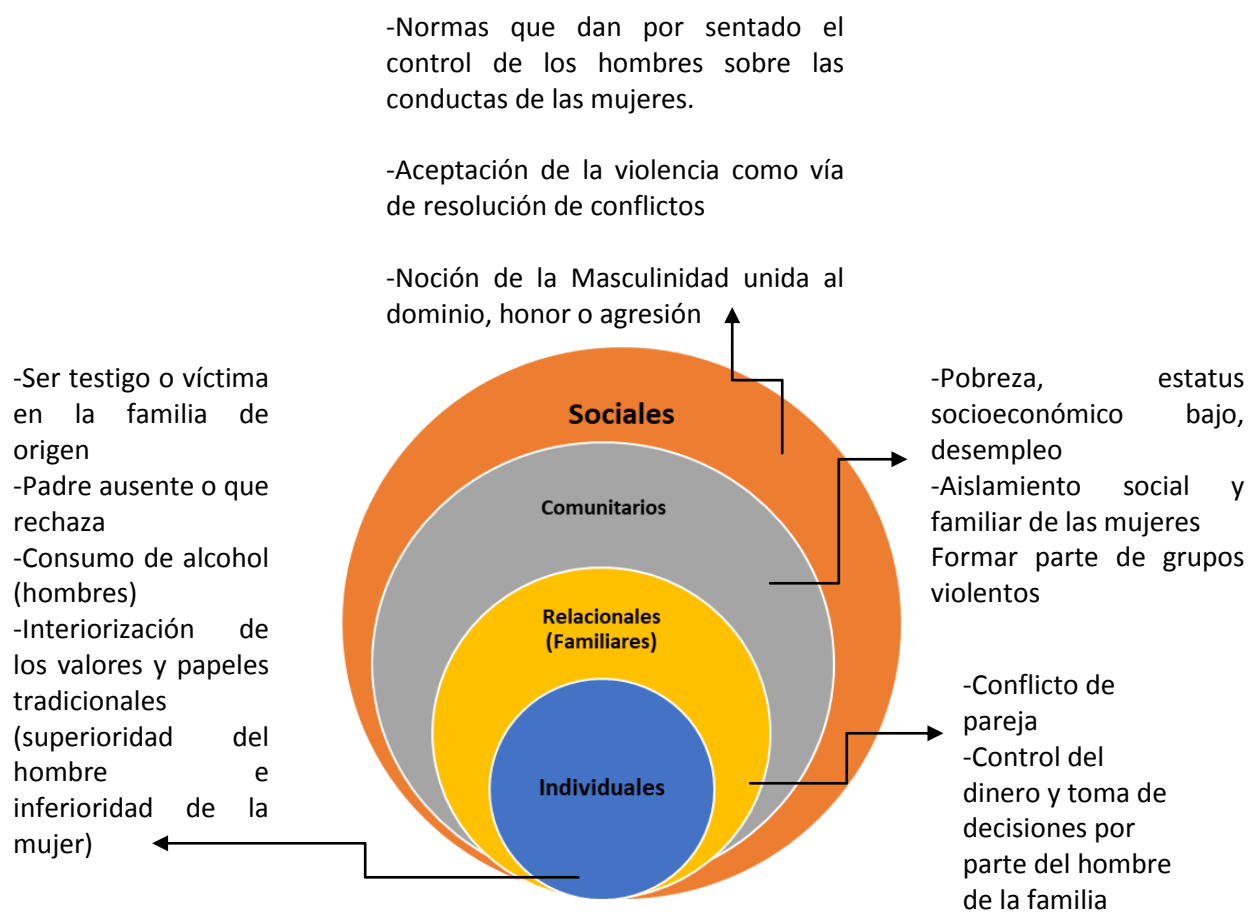 -Normas que dan por sentado el
control de los hombres sobre las
conductas de las mujeres.
-Aceptación de la violencia como vía
de resolución de conflictos
-Noción de la Masculinidad unida al
dominio, honor o agresión
-Ser testigo o víctima
en la familia de
origen
-Padre ausente o que
rechaza
-Consumo de alcohol
(hombres)
-Interiorización de
los valores y papeles
tradicionales
(superioridad del
hombre e
inferioridad de la
mujer)
Sociales
Comunitarios
Relacionales
(Familiares)
Individuales
-Pobreza, estatus
socioeconómico bajo,
desempleo
-Aislamiento social y
familiar de las mujeres
Formar parte de grupos
violentos
-Conflicto de
pareja
-Control del
dinero y toma de
decisiones por
parte del hombre
de la familia